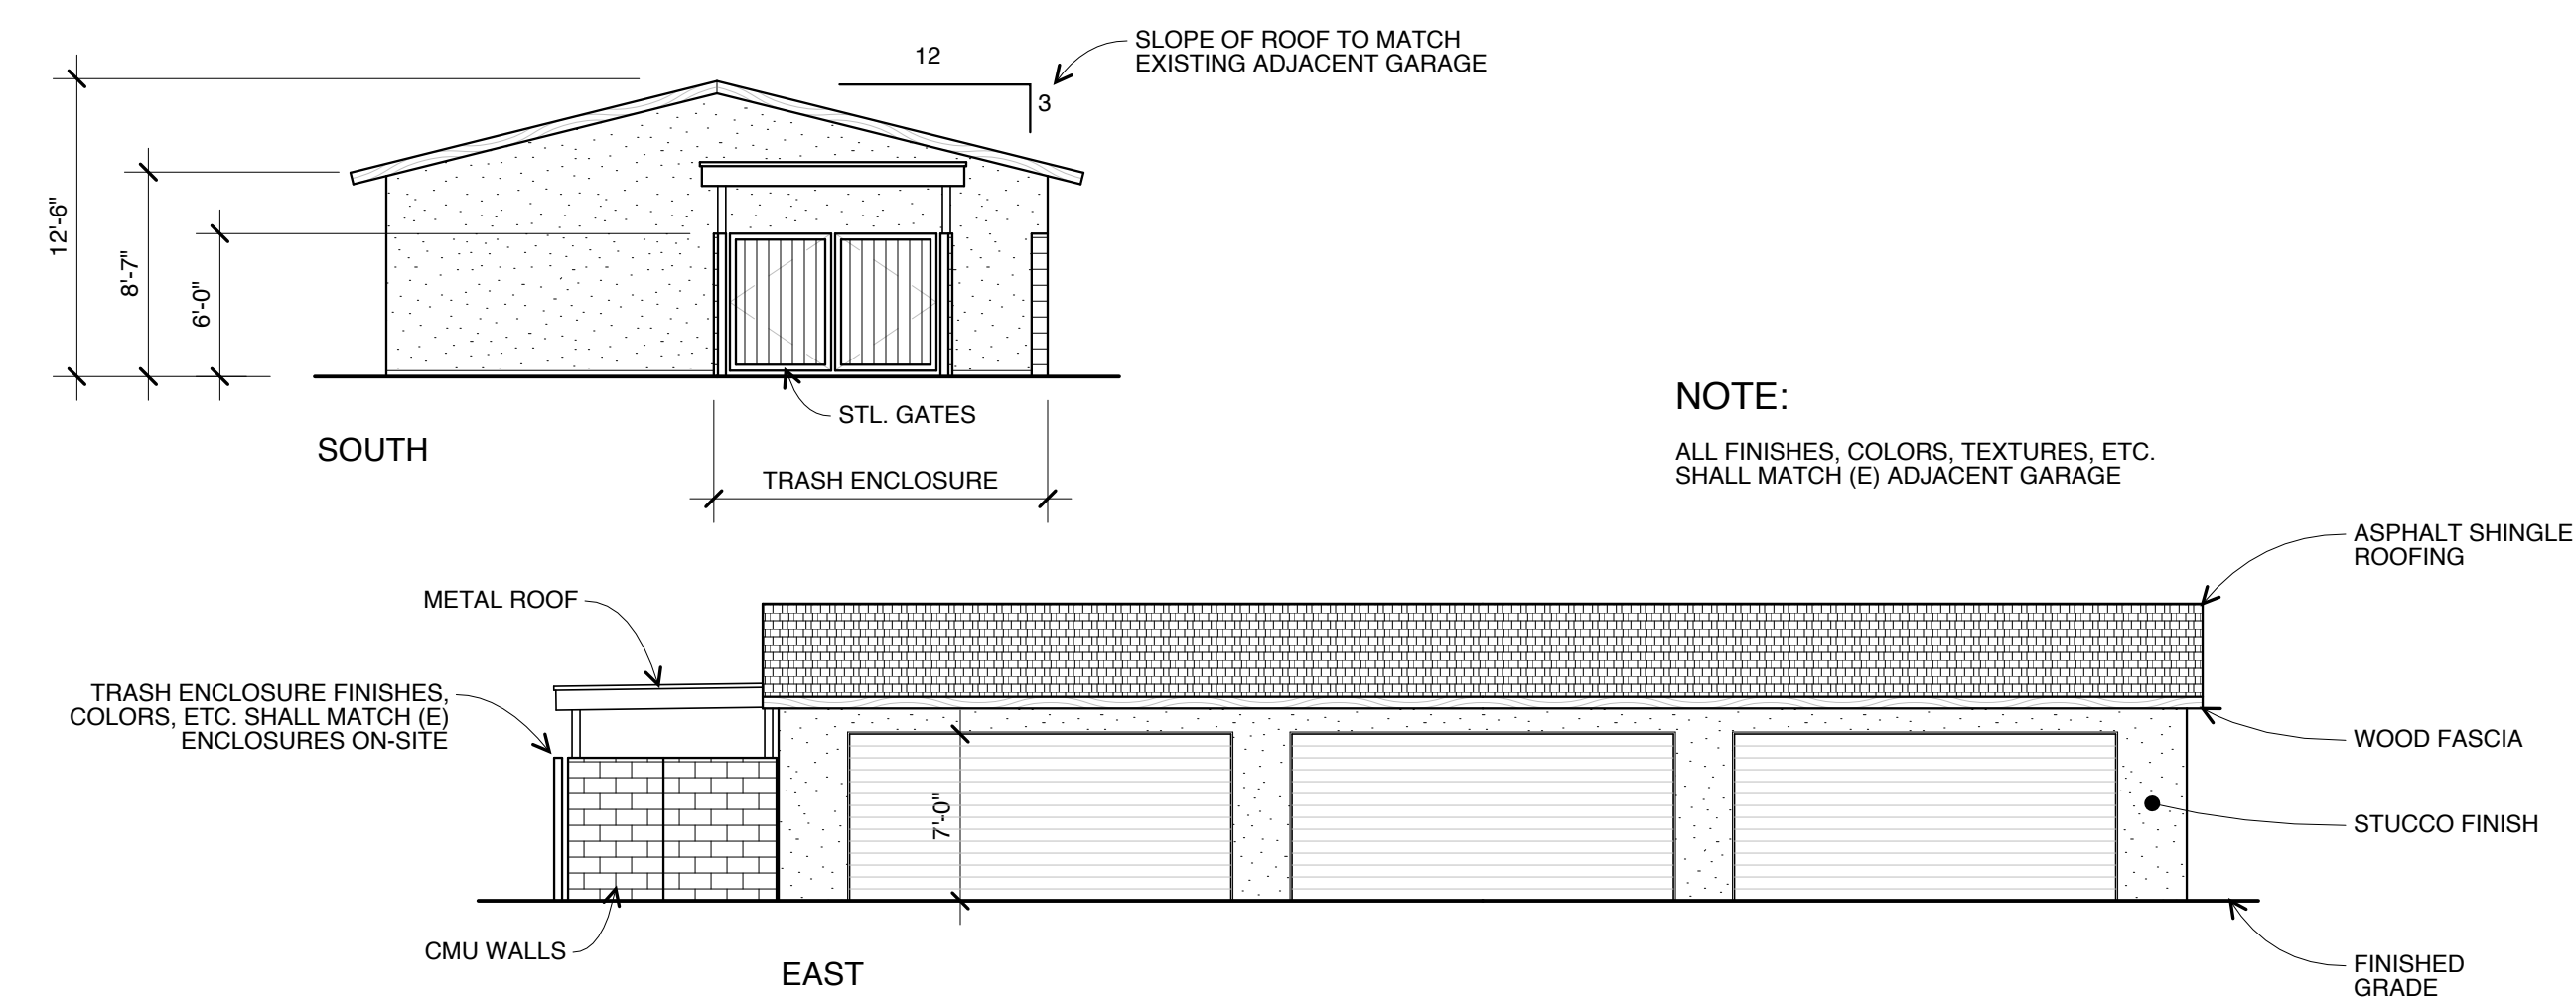 12
SLOPE OF ROOF TO MATCH
EXISTING ADJACENT GARAGE
3
12'-6"
8'-7"
6'-0"
STL. GATES
SOUTH
TRASH ENCLOSURE
NOTE:
ALL FINISHES, COLORS, TEXTURES, ETC.
SHALL MATCH (E) ADJACENT GARAGE
ASPHALT SHINGLE
ROOFING
METAL ROOF
TRASH ENCLOSURE FINISHES,
COLORS, ETC. SHALL MATCH (E)
ENCLOSURES ON-SITE
WOOD FASCIA
7'-0"
STUCCO FINISH
CMU WALLS
EAST
FINISHED
GRADE